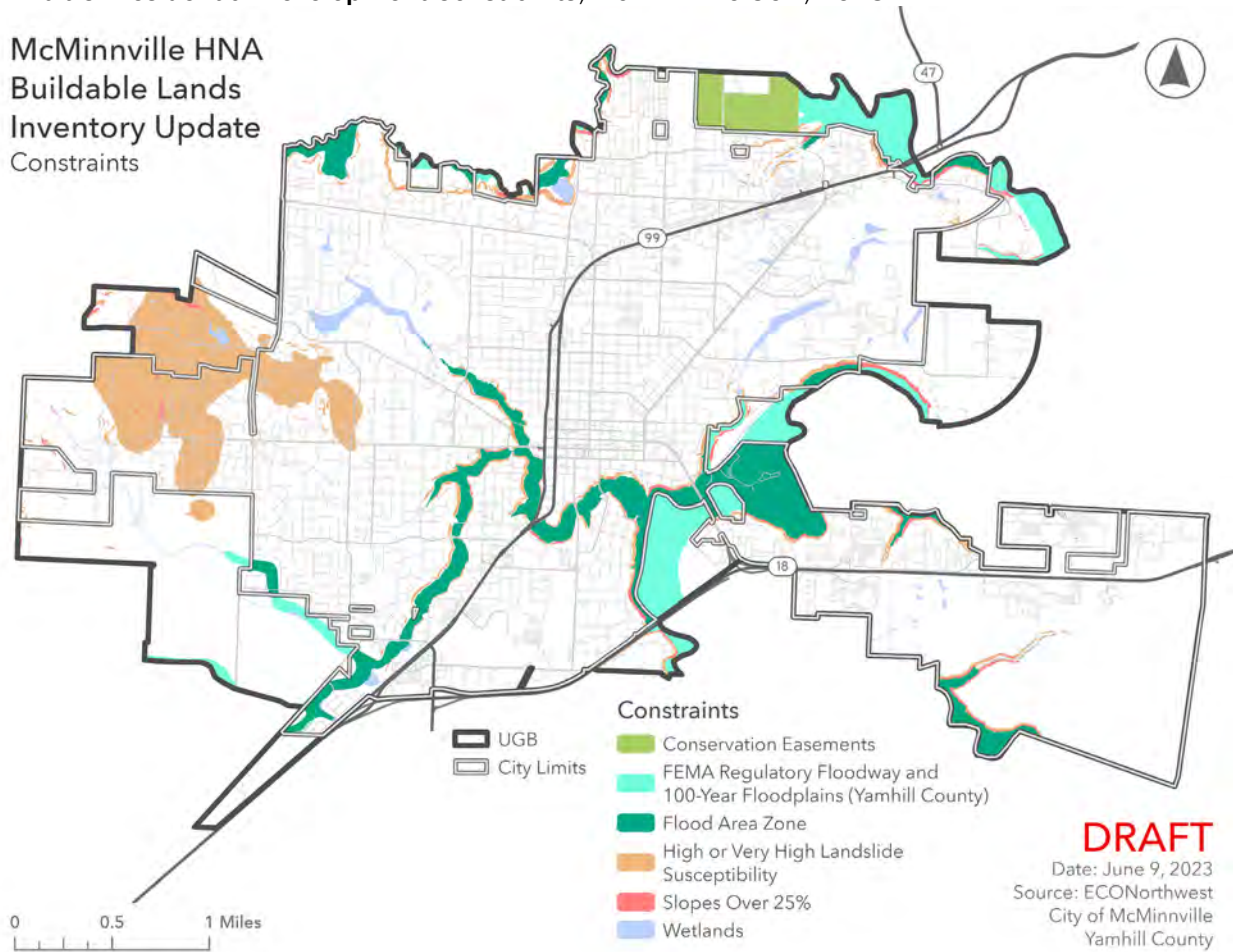 McMinnville HNA
Buildable Lands
Inventory Update
Constraints
47
99
18
UGB
City Limits
Constraints
Conservation Easements
FEMA Regulatory Floodway and
100-Year Floodplains (Yamhill County)
Flood Area Zone
High or Very High Landslide
Susceptibility
Slopes Over 25%
Wetlands
DRAFT
Date: June 9, 2023
Source: ECONorthwest
City of McMinnville
Yamhill County
0 0.5 1 Miles